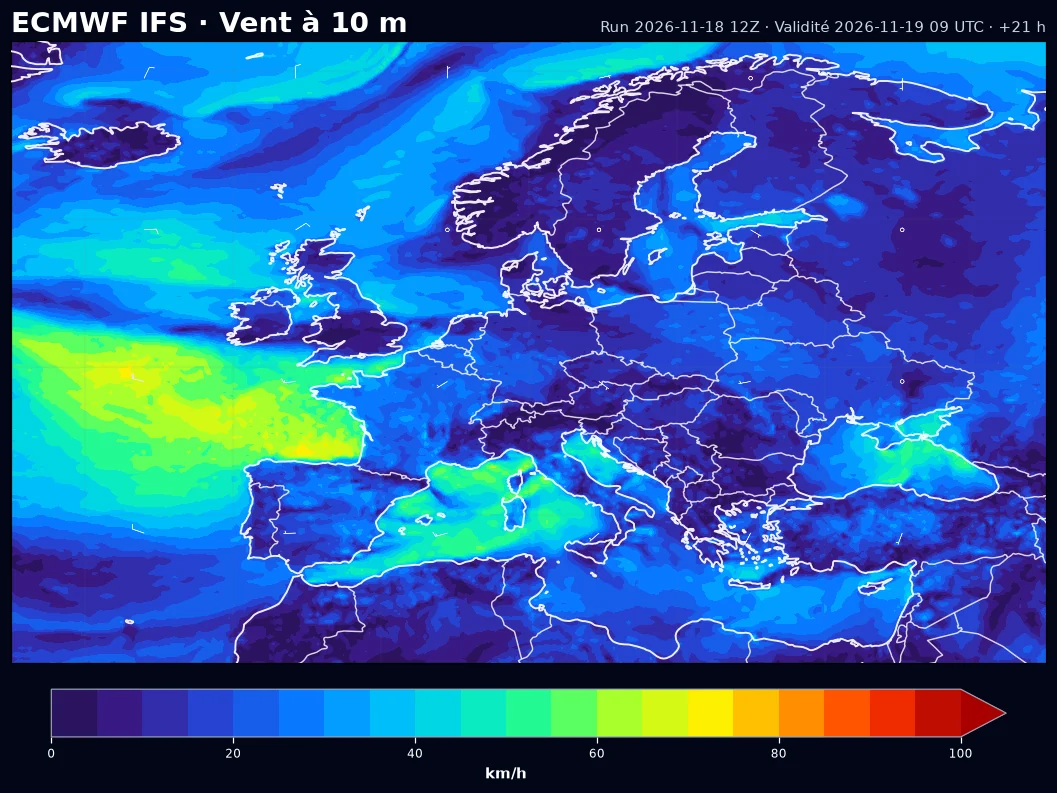 ECMWF IFS · Vent à 10 m
Run 2026-11-18 12Z · Validité 2026-11-19 09 UTC · +21 h
0 20 40 60 80 100
km/h